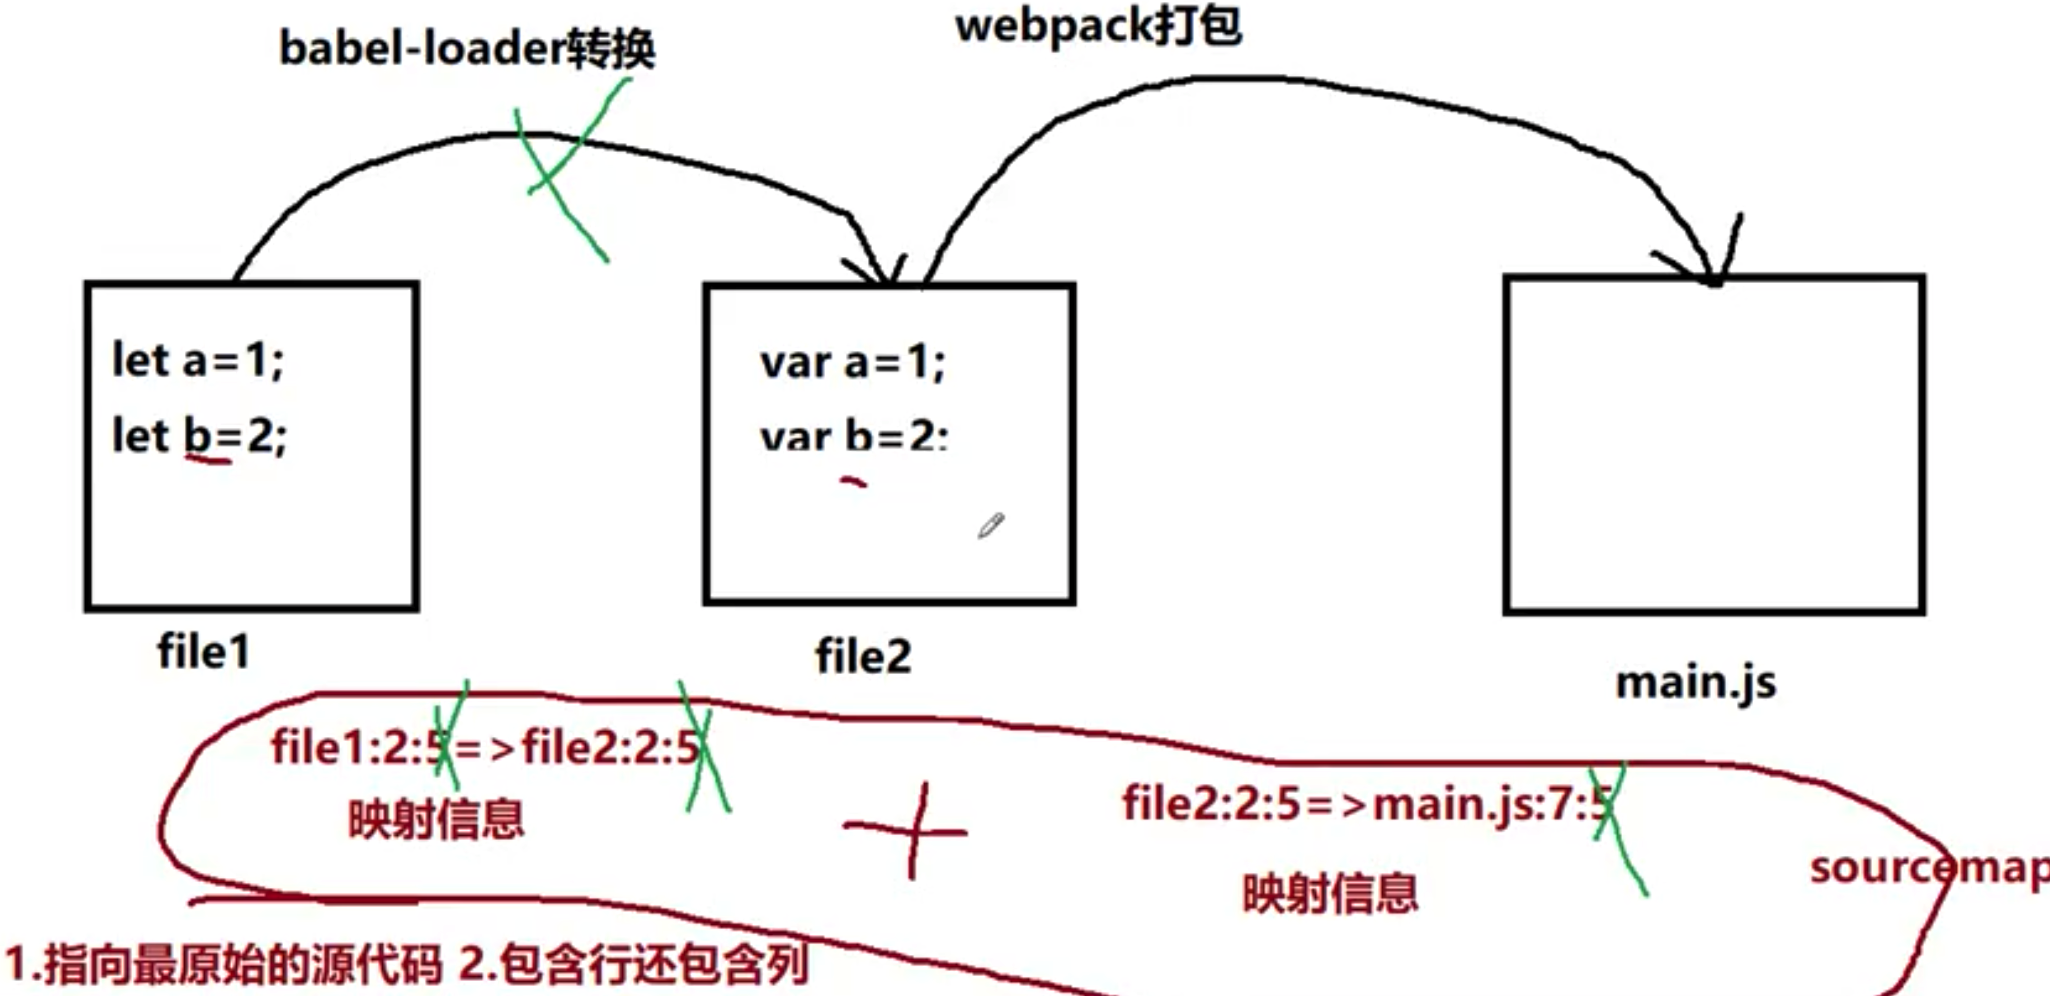 babel-loader转换
webpack打包
let a=1;
let b=2;
var a=1;
var b=2;
file1
file2
main.js
file1:2:5=>file2:2:5
映射信息
file2:2:5=>main.js:7:5
映射信息
sourcemap
1.指向最原始的源代码 2.包含行还包含列